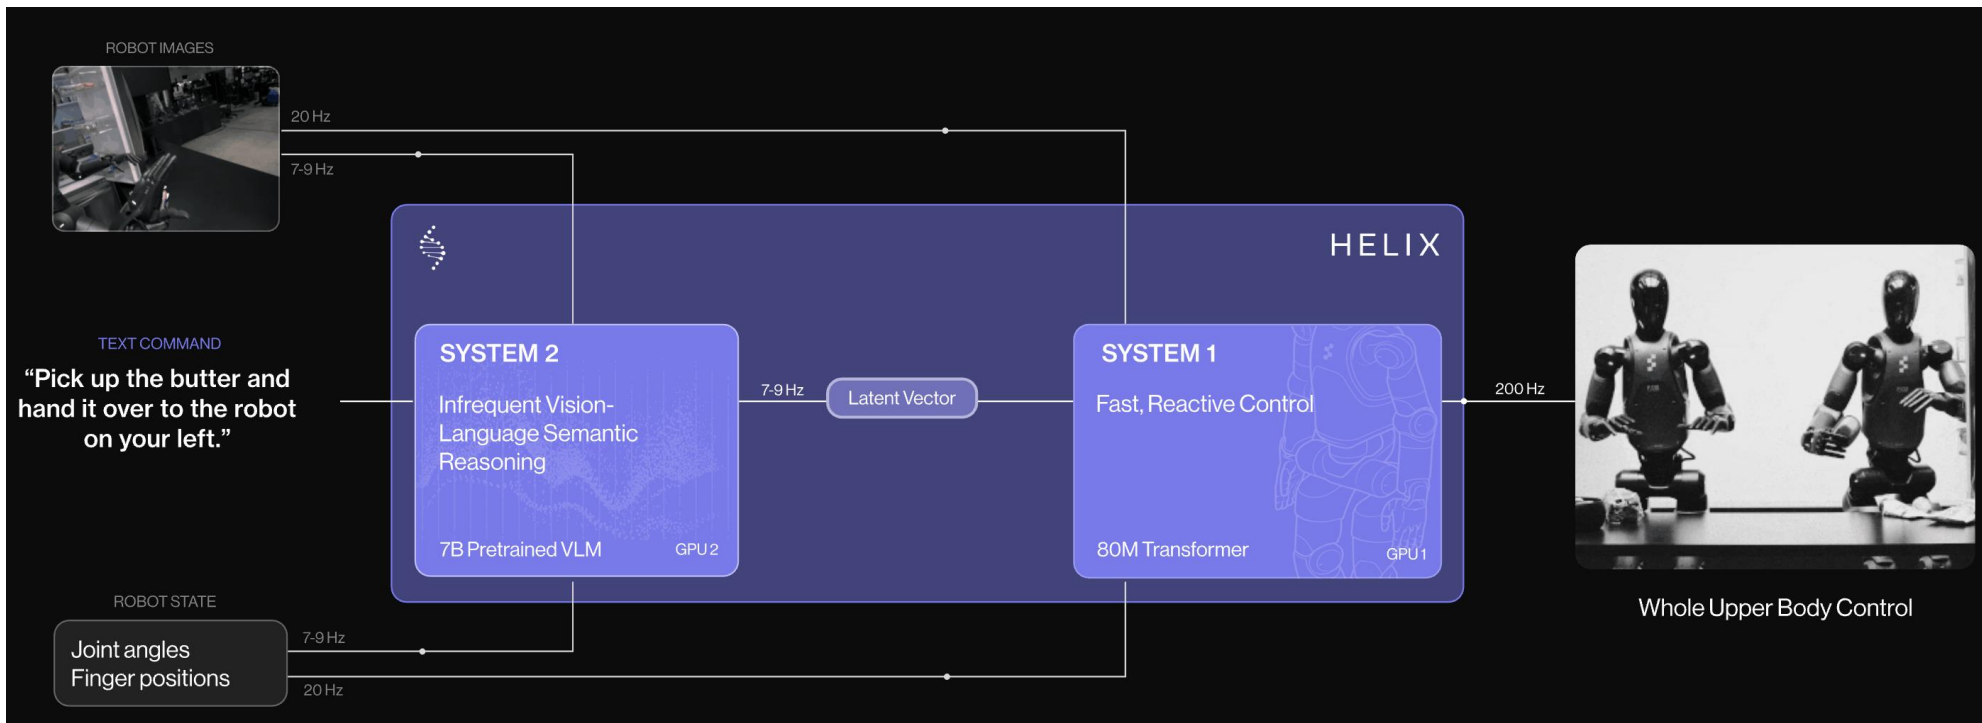 ROBOT IMAGES
20 Hz
7-9 Hz
HELIX
TEXT COMMAND
“Pick up the butter and
hand it over to the robot
on your left.”
SYSTEM 2
Infrequent Vision-
Language Semantic
Reasoning
7B Pretrained VLM
GPU 2
7-9 Hz
Latent Vector
SYSTEM 1
Fast, Reactive Control
80M Transformer
GPU 1
200 Hz
Whole Upper Body Control
ROBOT STATE
Joint angles
Finger positions
7-9 Hz
20 Hz